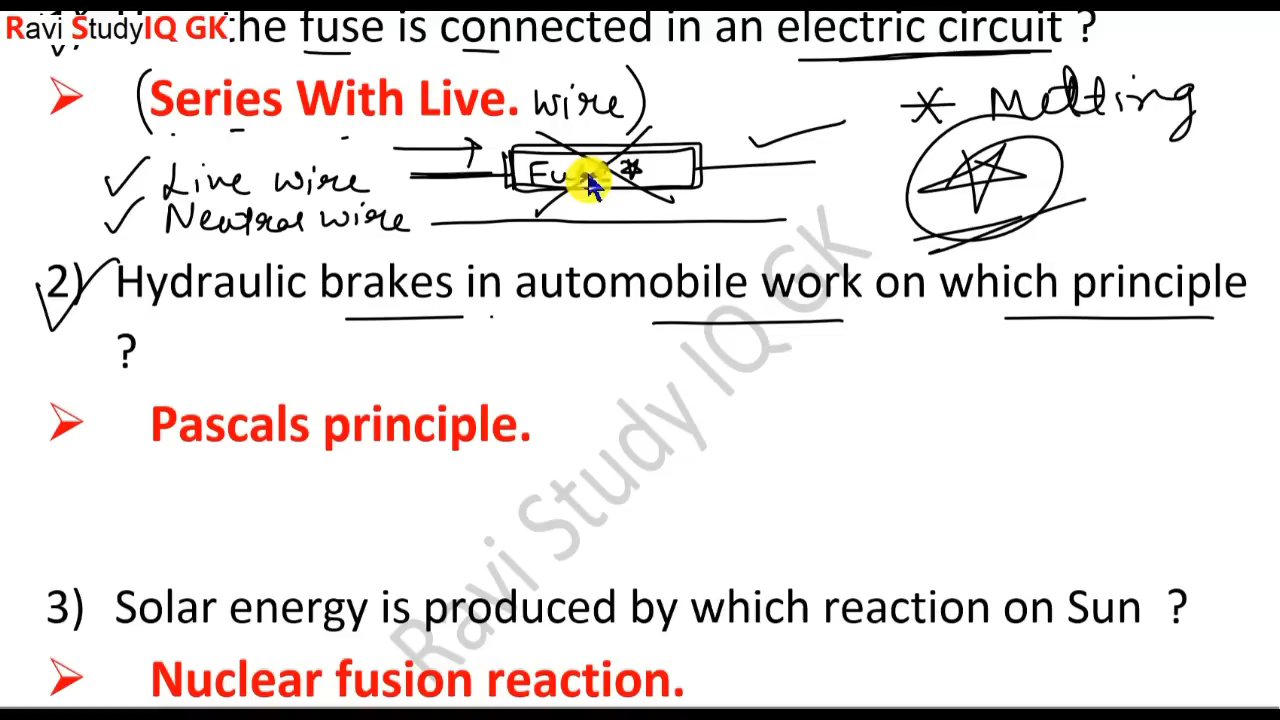 Ravi StudyIQ GK the fuse is connected in an electric circuit ?
➤ (Series With Live. wire) * Melting
✓ Live wire
✓ Neutral wire
2) Hydraulic brakes in automobile work on which principle
?
➤ Pascals principle.
Ravi Study IQ GK
3) Solar energy is produced by which reaction on Sun ?
➤ Nuclear fusion reaction.